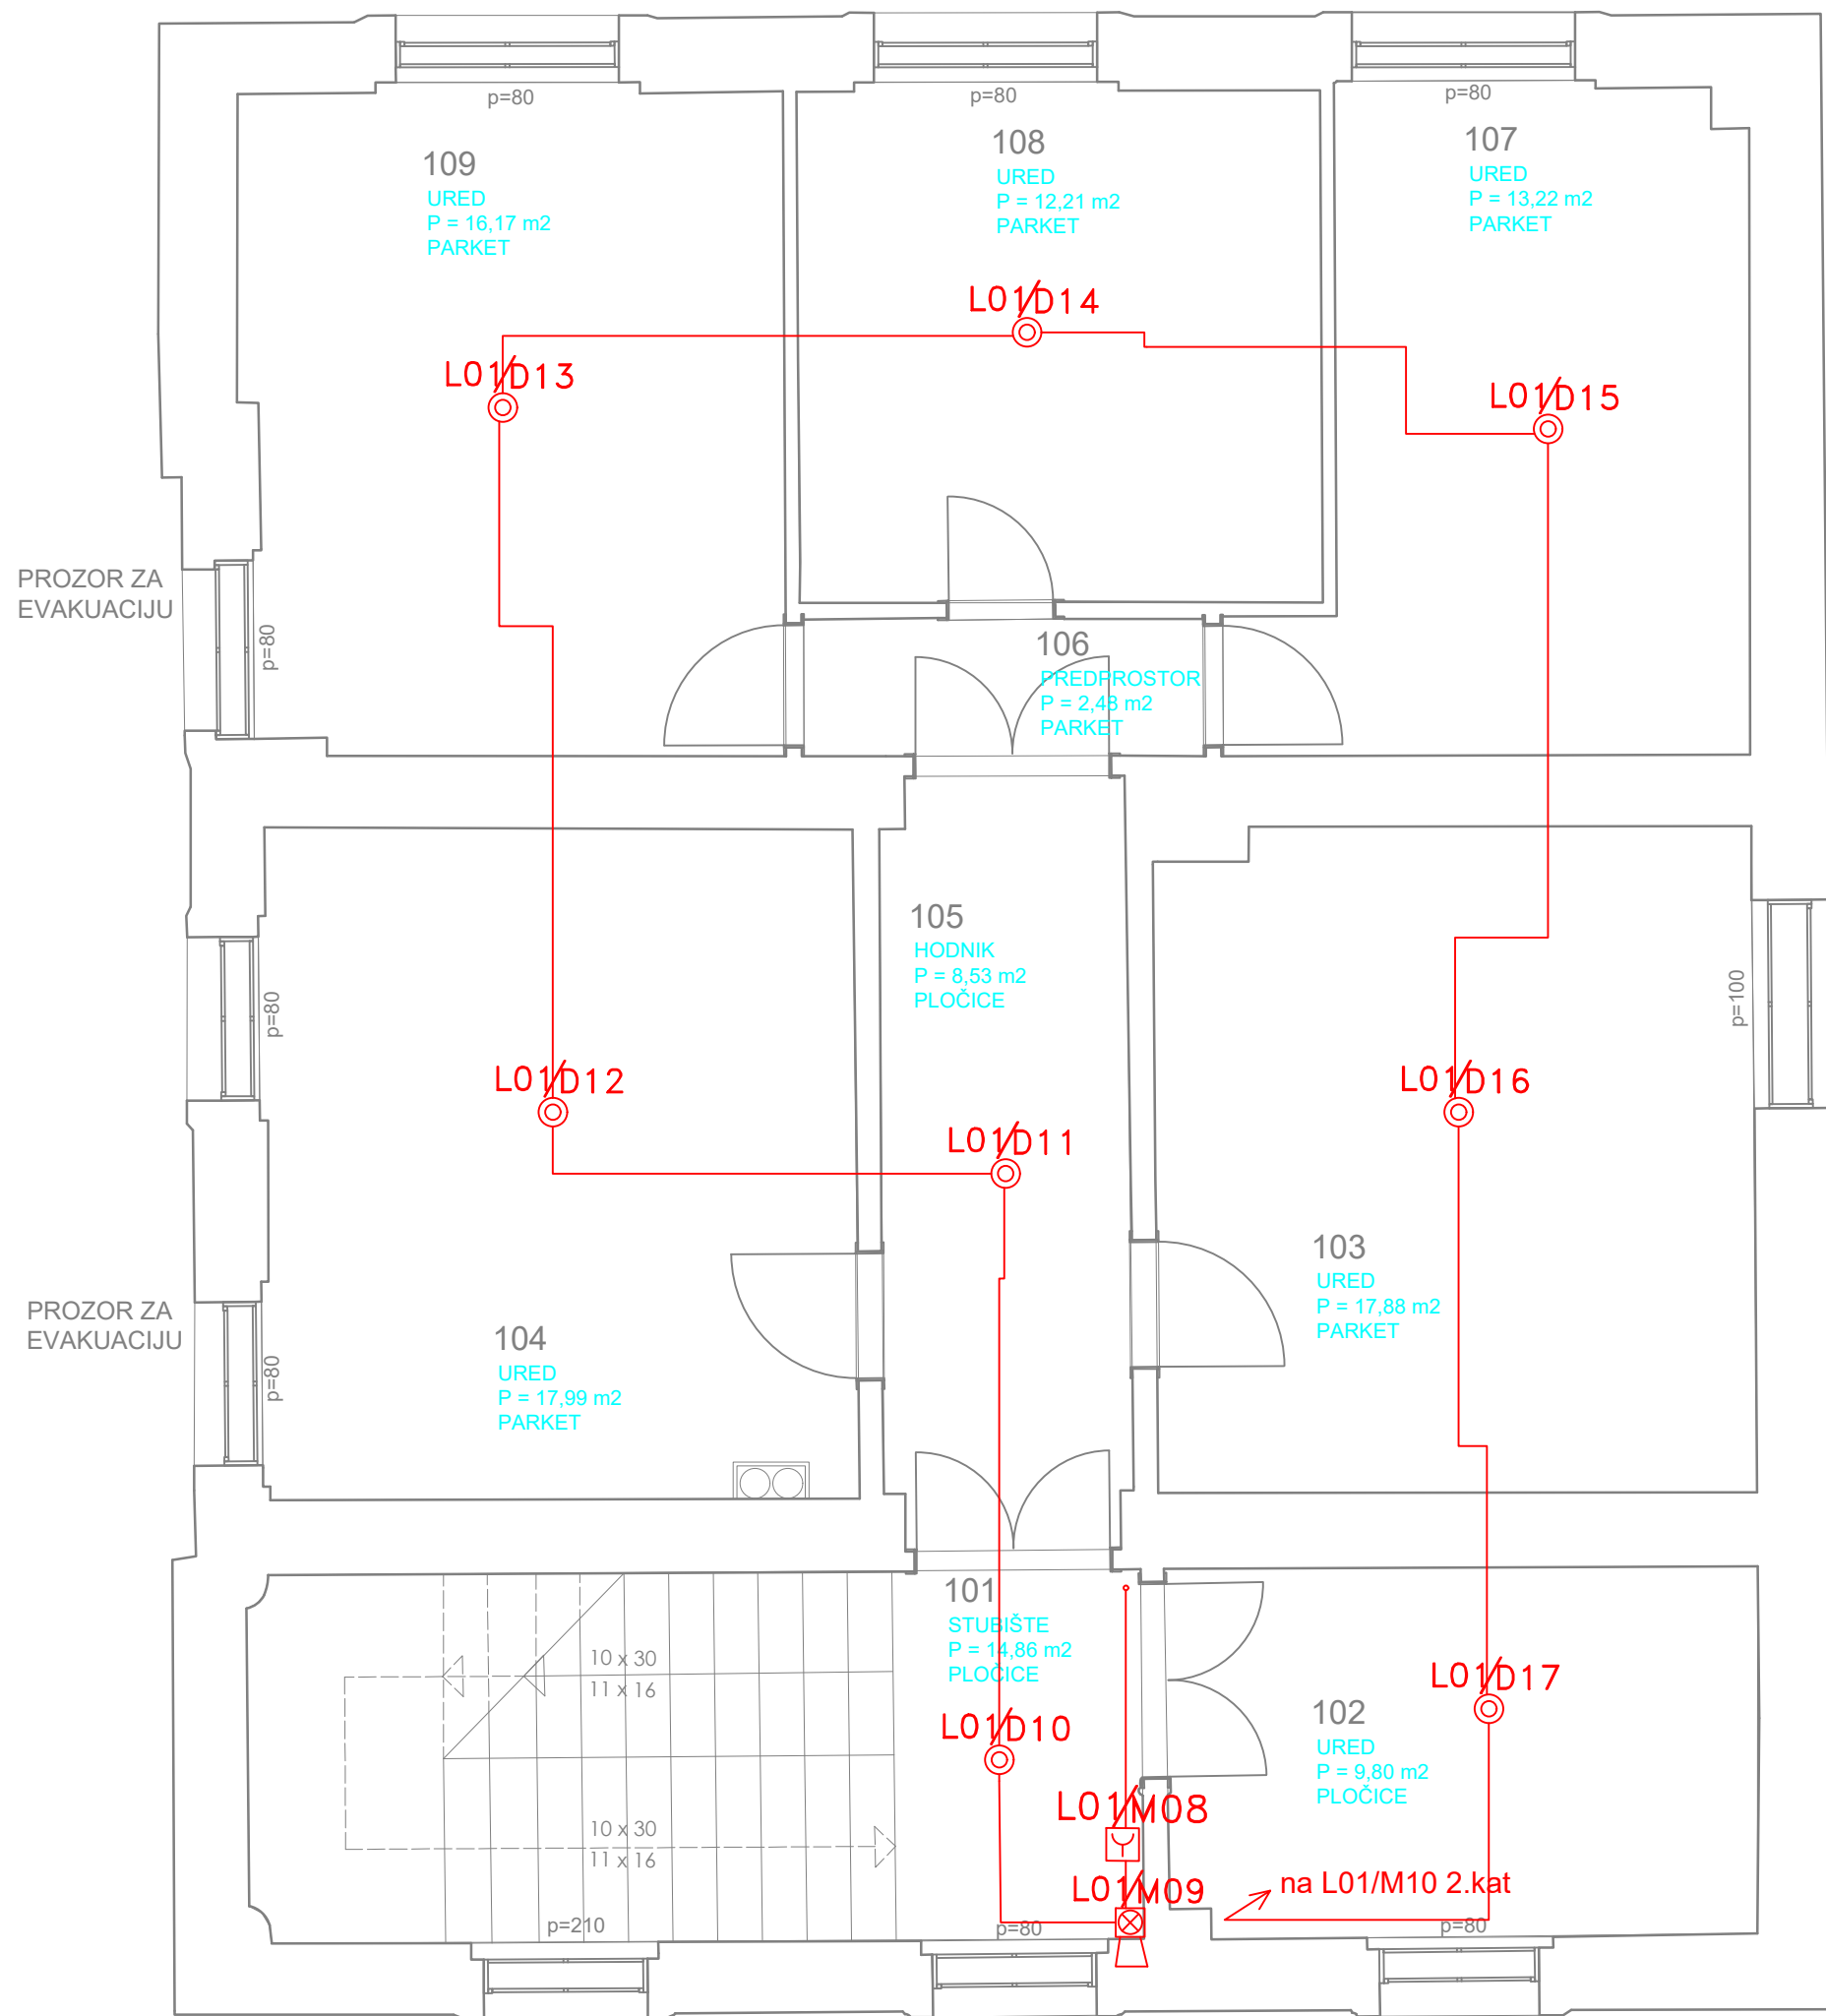 p=80
p=80
p=80
109
URED
P = 16,17 m2
PARKET
108
URED
P = 12,21 m2
PARKET
107
URED
P = 13,22 m2
PARKET
L01/D14
L01/D13
L01/D15
PROZOR ZA
EVAKUACIJU
p=80
106
PREDPROSTOR
P = 2,48 m2
PARKET
105
HODNIK
P = 8,53 m2
PLOČICE
p=80
p=100
L01/D12
L01/D16
L01/D11
103
URED
P = 17,88 m2
PARKET
PROZOR ZA
EVAKUACIJU
p=80
104
URED
P = 17,99 m2
PARKET
101
STUBIŠTE
P = 14,86 m2
PLOČICE
10 x 30
11 x 16
L01/D17
102
URED
P = 9,80 m2
PLOČICE
L01/D10
L01/M08
10 x 30
11 x 16
L01/M09
na L01/M10 2.kat
p=210
p=80
p=80